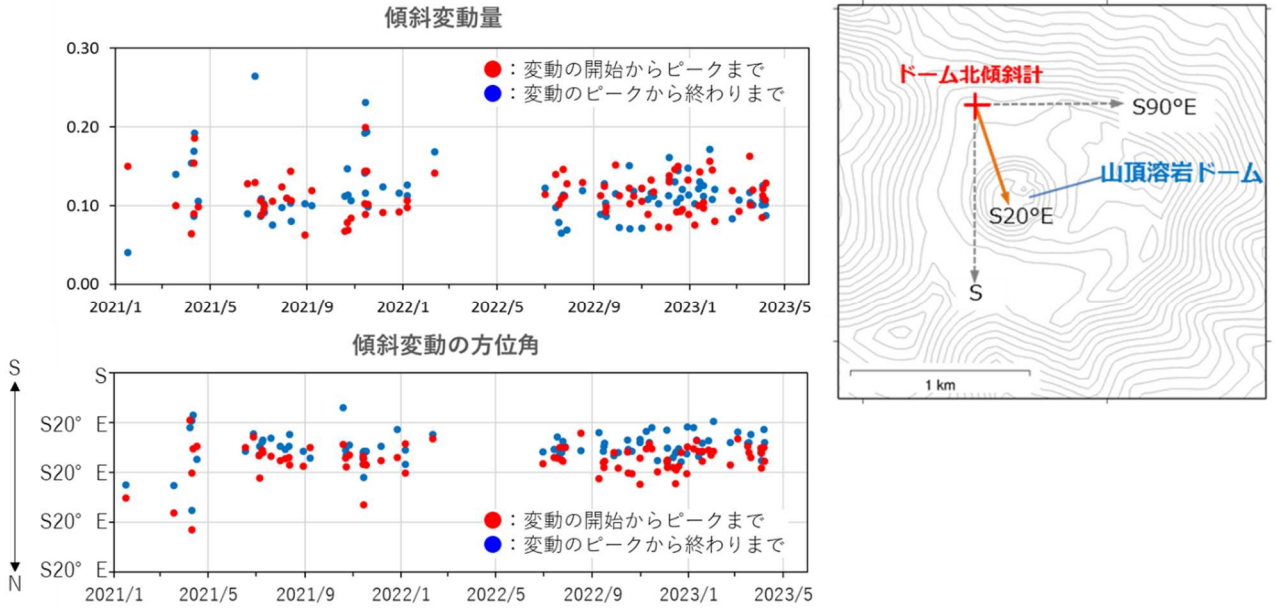 傾斜変動量
0.30
0.20
0.10
0.00
●：変動の開始からピークまで
●：変動のピークから終わりまで
2021/1 2021/5 2021/9 2022/1 2022/5 2022/9 2023/1 2023/5
傾斜変動の方位角
S
N
S
S20° E
S20° E
S20° E
S20° E
●：変動の開始からピークまで
●：変動のピークから終わりまで
2021/1 2021/5 2021/9 2022/1 2022/5 2022/9 2023/1 2023/5
ドーム北傾斜計
S90°E
山頂溶岩ドーム
S20°E
S
1 km